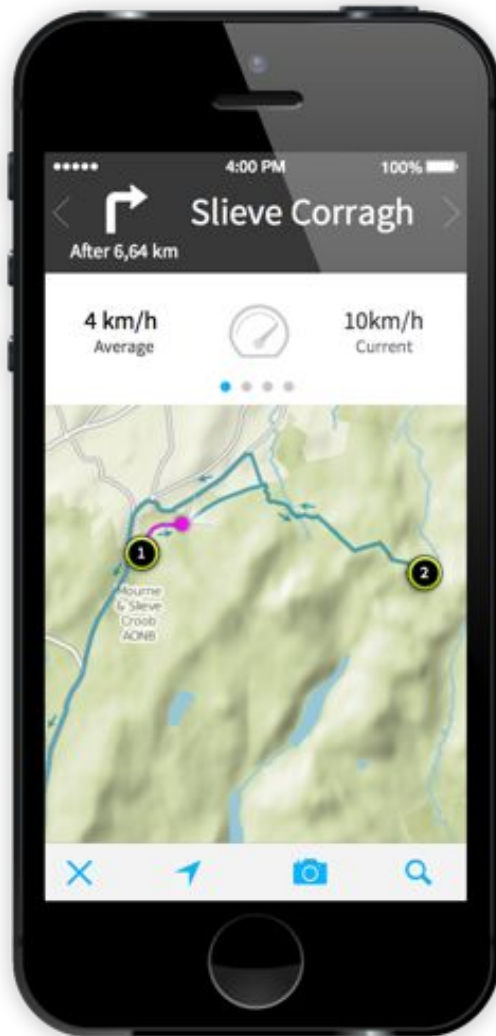 4:00 PM 100%
Slieve Corragh
After 6,64 km
4 km/h 10km/h
Average Current
1
2
Mourne
& Slieve
Croob
AONB